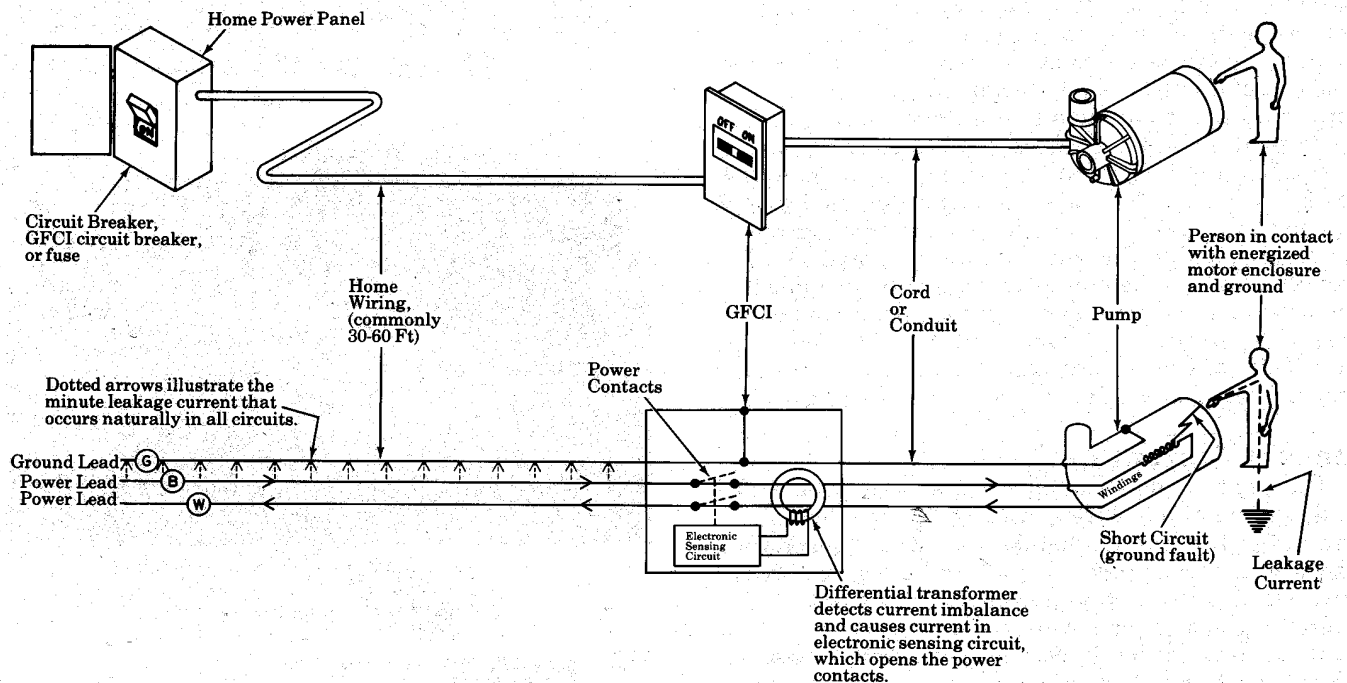 Home Power Panel
OFF ON
Circuit Breaker,
GFCI circuit breaker,
or fuse
Home
Wiring,
(commonly
30-60 Ft)
GFCI
Cord
or
Conduit
Pump
Person in contact
with energized
motor enclosure
and ground
Dotted arrows illustrate the
minute leakage current that
occurs naturally in all circuits.
Power
Contacts
Ground Lead
G
Power Lead
B
Power Lead
W
Windings
Electronic
Sensing
Circuit
Short Circuit
(ground fault)
Leakage
Current
Differential transformer
detects current imbalance
and causes current in
electronic sensing circuit,
which opens the power
contacts.